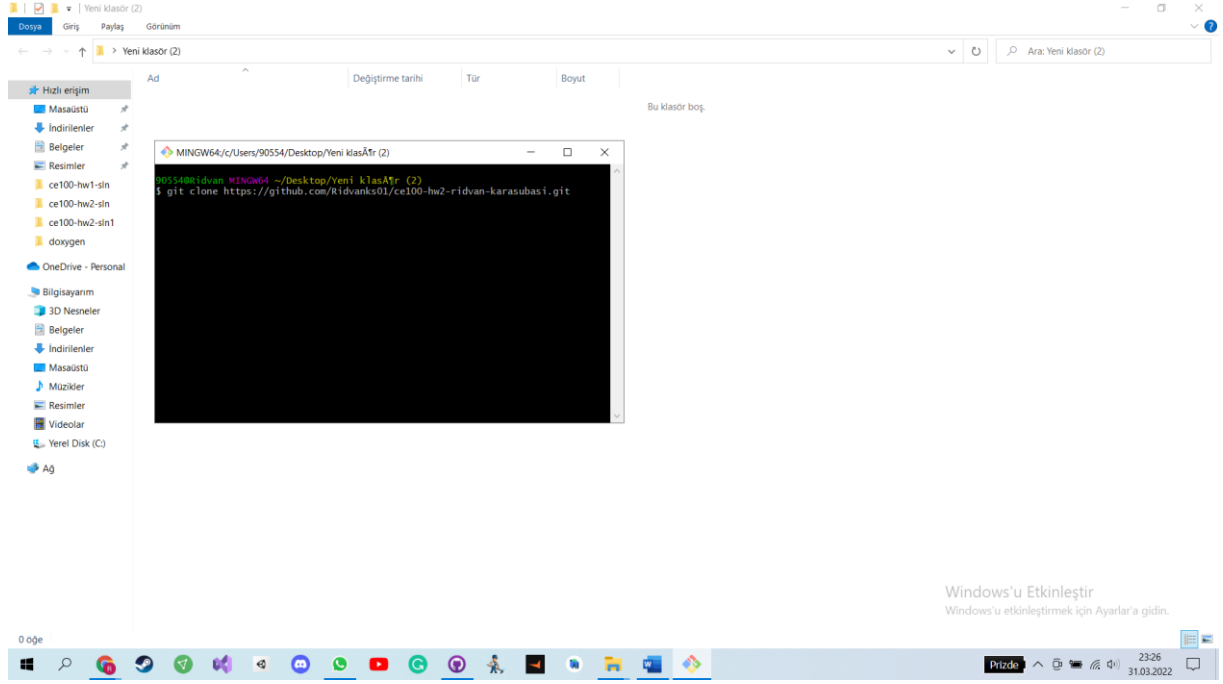 Yeni klasör (2)
Dosya Giriş Paylaş Görünüm
Yeni klasör (2)
Ara: Yeni klasör (2)
Ad Değiştirme tarihi Tür Boyut
Bu klasör boş.
Hızlı erişim
Masaüstü
İndirilenler
Belgeler
Resimler
ce100-hw1-sln
ce100-hw2-sln
ce100-hw2-sln1
doxygen
OneDrive - Personal
Bilgisayarım
3D Nesneler
Belgeler
İndirilenler
Masaüstü
Müzikler
Resimler
Videolar
Yerel Disk (C:)
Ağ
MINGW64:/c/Users/90554/Desktop/Yeni klasÃ¶r (2)
90554@Ridvan MINGW64 ~/Desktop/Yeni klasÃ¶r (2)
$ git clone https://github.com/Ridvanks01/ce100-hw2-ridvan-karasubasi.git
Windows'u Etkinleştir
Windows'u etkinleştirmek için Ayarlar'a gidin.
0 öğe
Prizde
23:26
31.03.2022